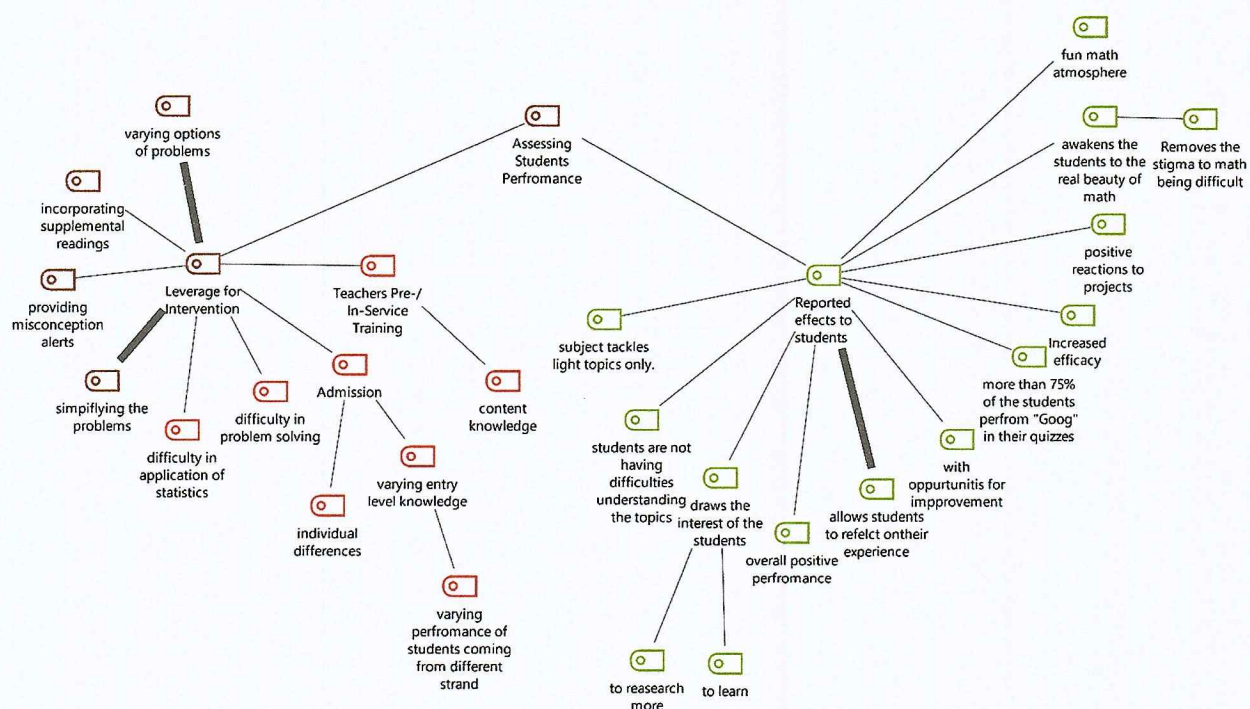 fun math
atmosphere
varying options
of problems
Assessing
Students
Perfromance
awakens the
students to the
real beauty of
math
Removes the
stigma to math
being difficult
incorporating
supplemental
readings
positive
reactions to
projects
Leverage for
Intervention
Teachers Pre-/
In-Service
Training
providing
misconception
alerts
Reported
effects to
students
subject tackles
light topics only.
Increased
efficacy
more than 75%
of the students
perfrom "Goog"
in their quizzes
Admission
simpiflying the
problems
difficulty in
problem solving
content
knowledge
difficulty in
application of
statistics
students are not
having
difficulties
understanding
the topics
with
oppurtunitis for
impprovement
varying entry
level knowledge
draws the
interest of the
students
allows students
to refelct ontheir
experience
individual
differences
overall positive
perfromance
varying
perfromance of
students coming
from different
strand
to reasearch
more
to learn